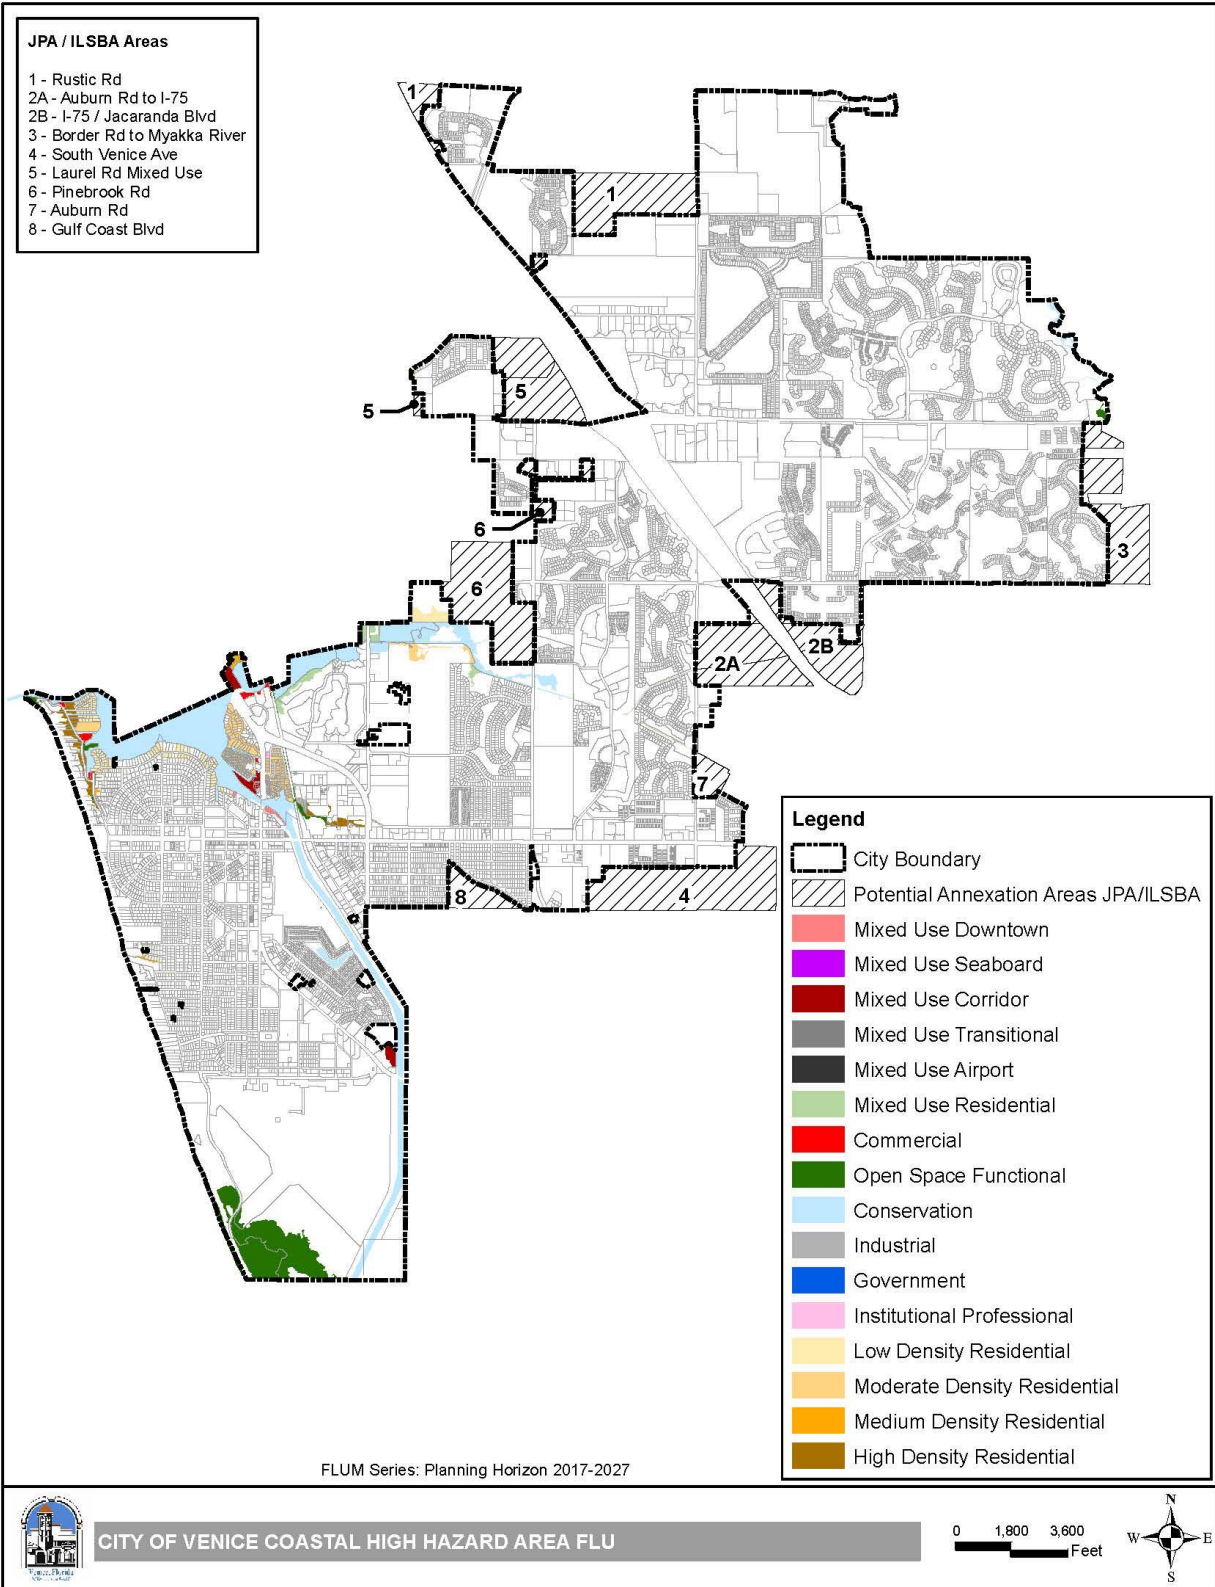 JPA / ILSBA Areas
1 - Rustic Rd
2A - Auburn Rd to I-75
2B - I-75 / Jacaranda Blvd
3 - Border Rd to Myakka River
4 - South Venice Ave
5 - Laurel Rd Mixed Use
6 - Pinebrook Rd
7 - Auburn Rd
8 - Gulf Coast Blvd
1
1
5
5
6
3
6
2B
2A
7
8
4
Legend
City Boundary
Potential Annexation Areas JPA/ILSBA
Mixed Use Downtown
Mixed Use Seaboard
Mixed Use Corridor
Mixed Use Transitional
Mixed Use Airport
Mixed Use Residential
Commercial
Open Space Functional
Conservation
Industrial
Government
Institutional Professional
Low Density Residential
Moderate Density Residential
Medium Density Residential
High Density Residential
FLUM Series: Planning Horizon 2017-2027
Venice, Florida
CITY OF VENICE COASTAL HIGH HAZARD AREA FLU
0 1,800 3,600
Feet
N
W E
S